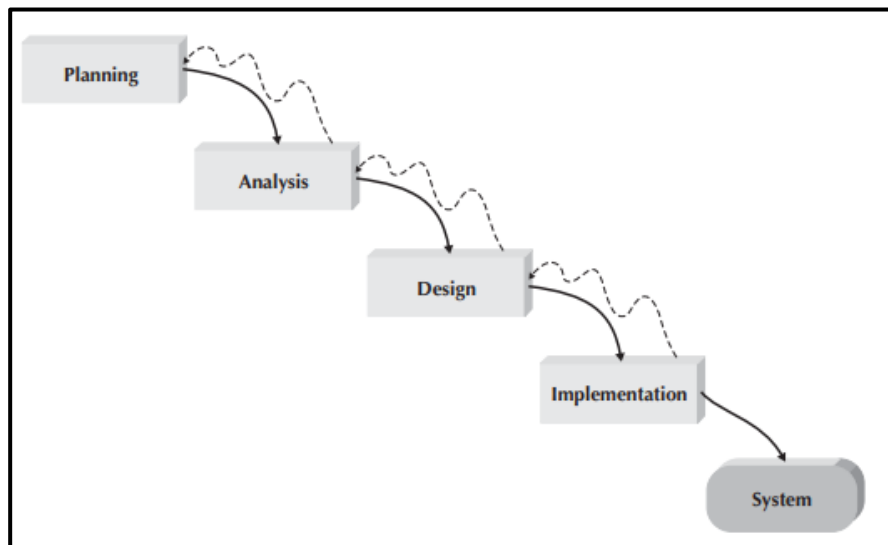 Planning
Analysis
Design
Implementation
System